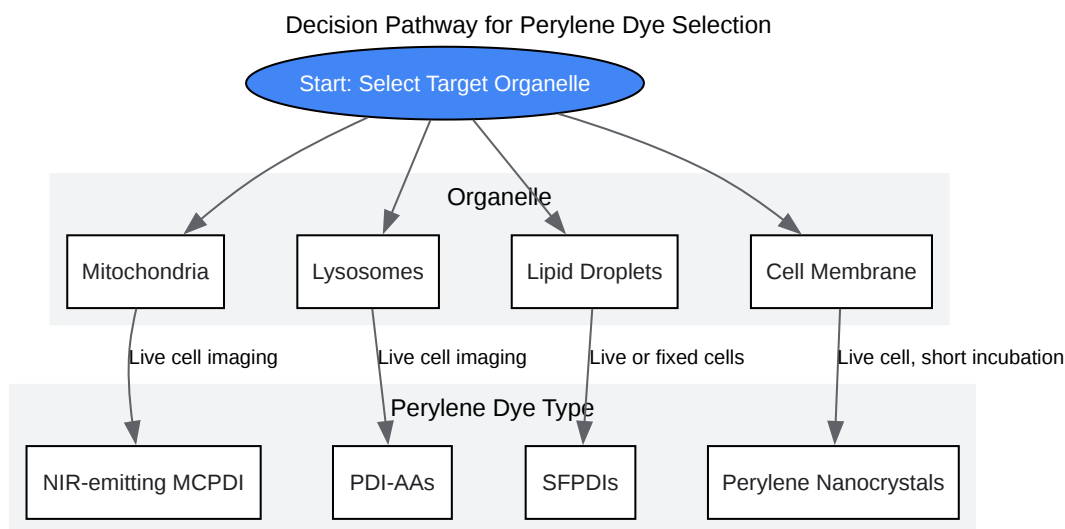 Decision Pathway for Perylene Dye Selection
Start: Select Target Organelle
Organelle
Mitochondria
Lysosomes
Lipid Droplets
Cell Membrane
Live cell imaging
Live cell imaging
Live or fixed cells
Live cell, short incubation
Perylene Dye Type
NIR-emitting MCPDI
PDI-AAs
SFPDIs
Perylene Nanocrystals